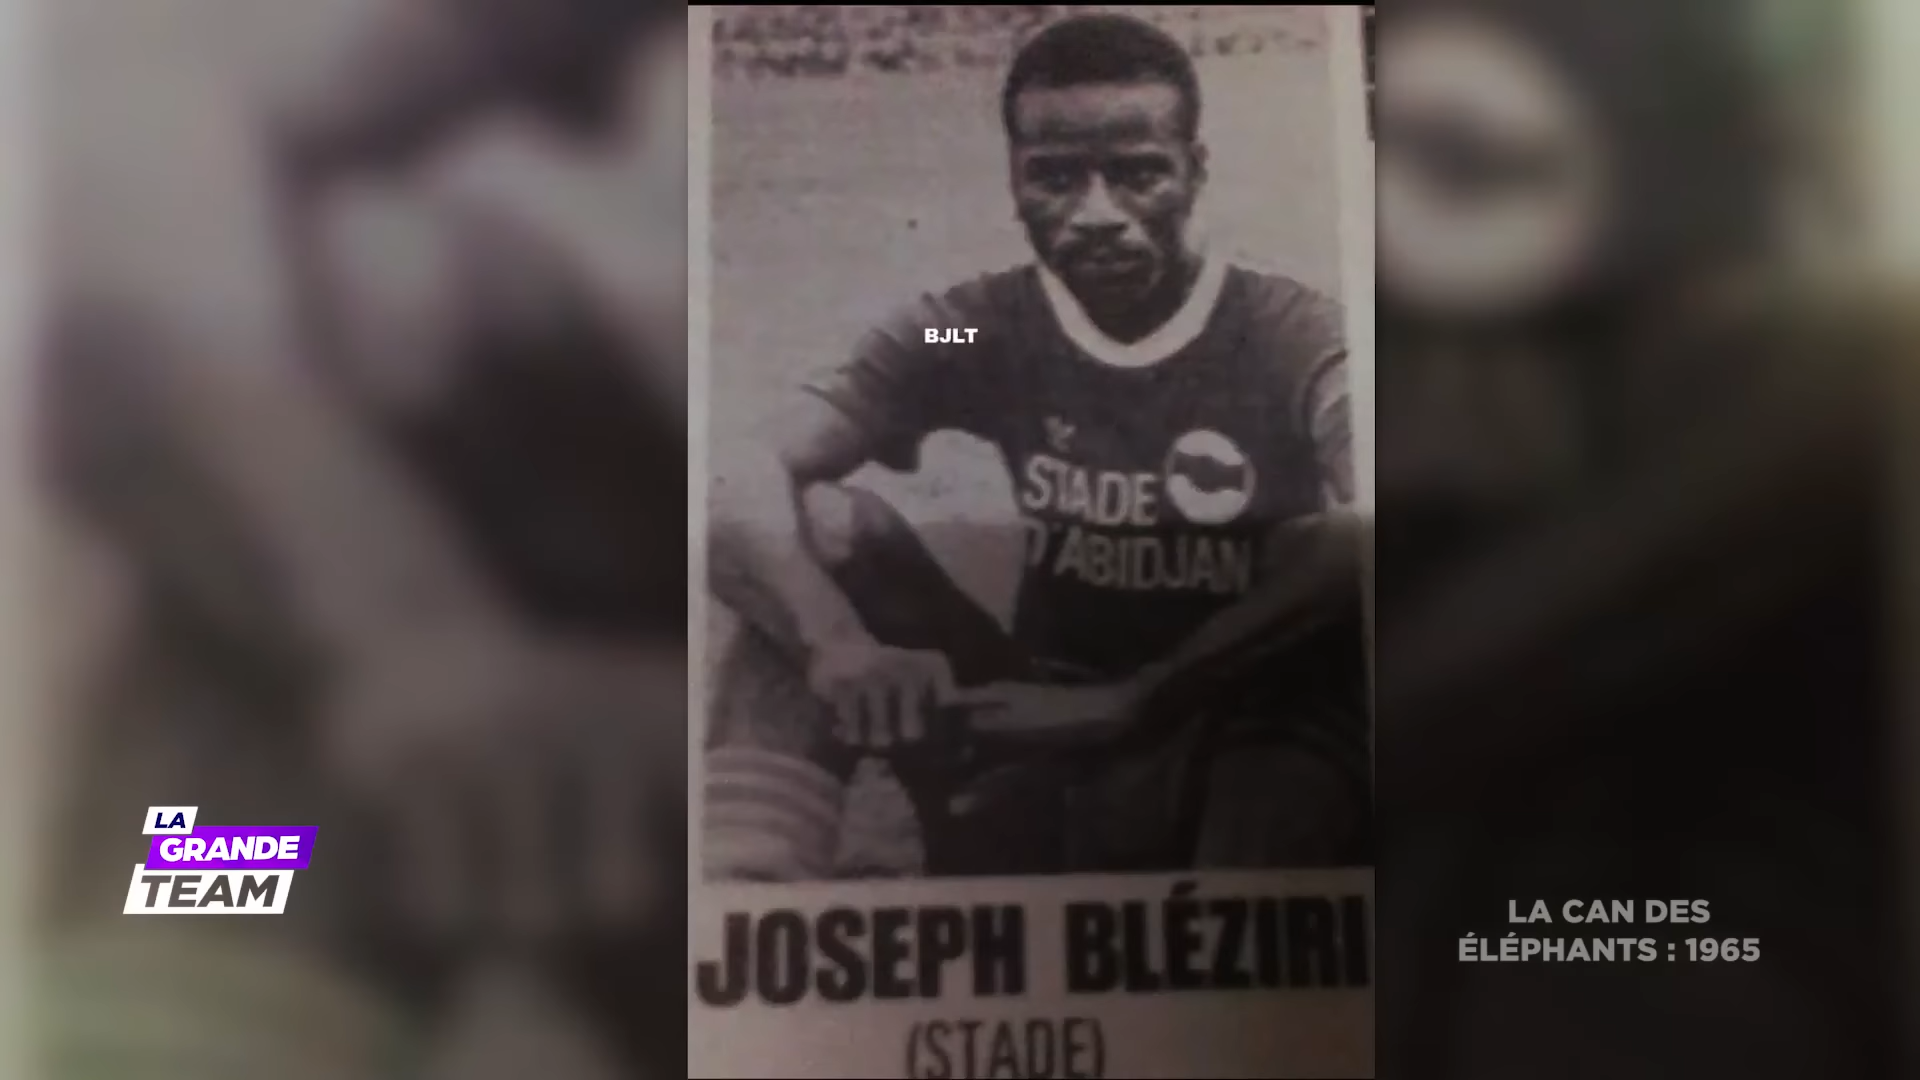 BJLT
STADE
D'ABIDJAN
LA
GRANDE
TEAM
LA CAN DES
ÉLÉPHANTS : 1965
JOSEPH BLÉZIRI
(STADE)